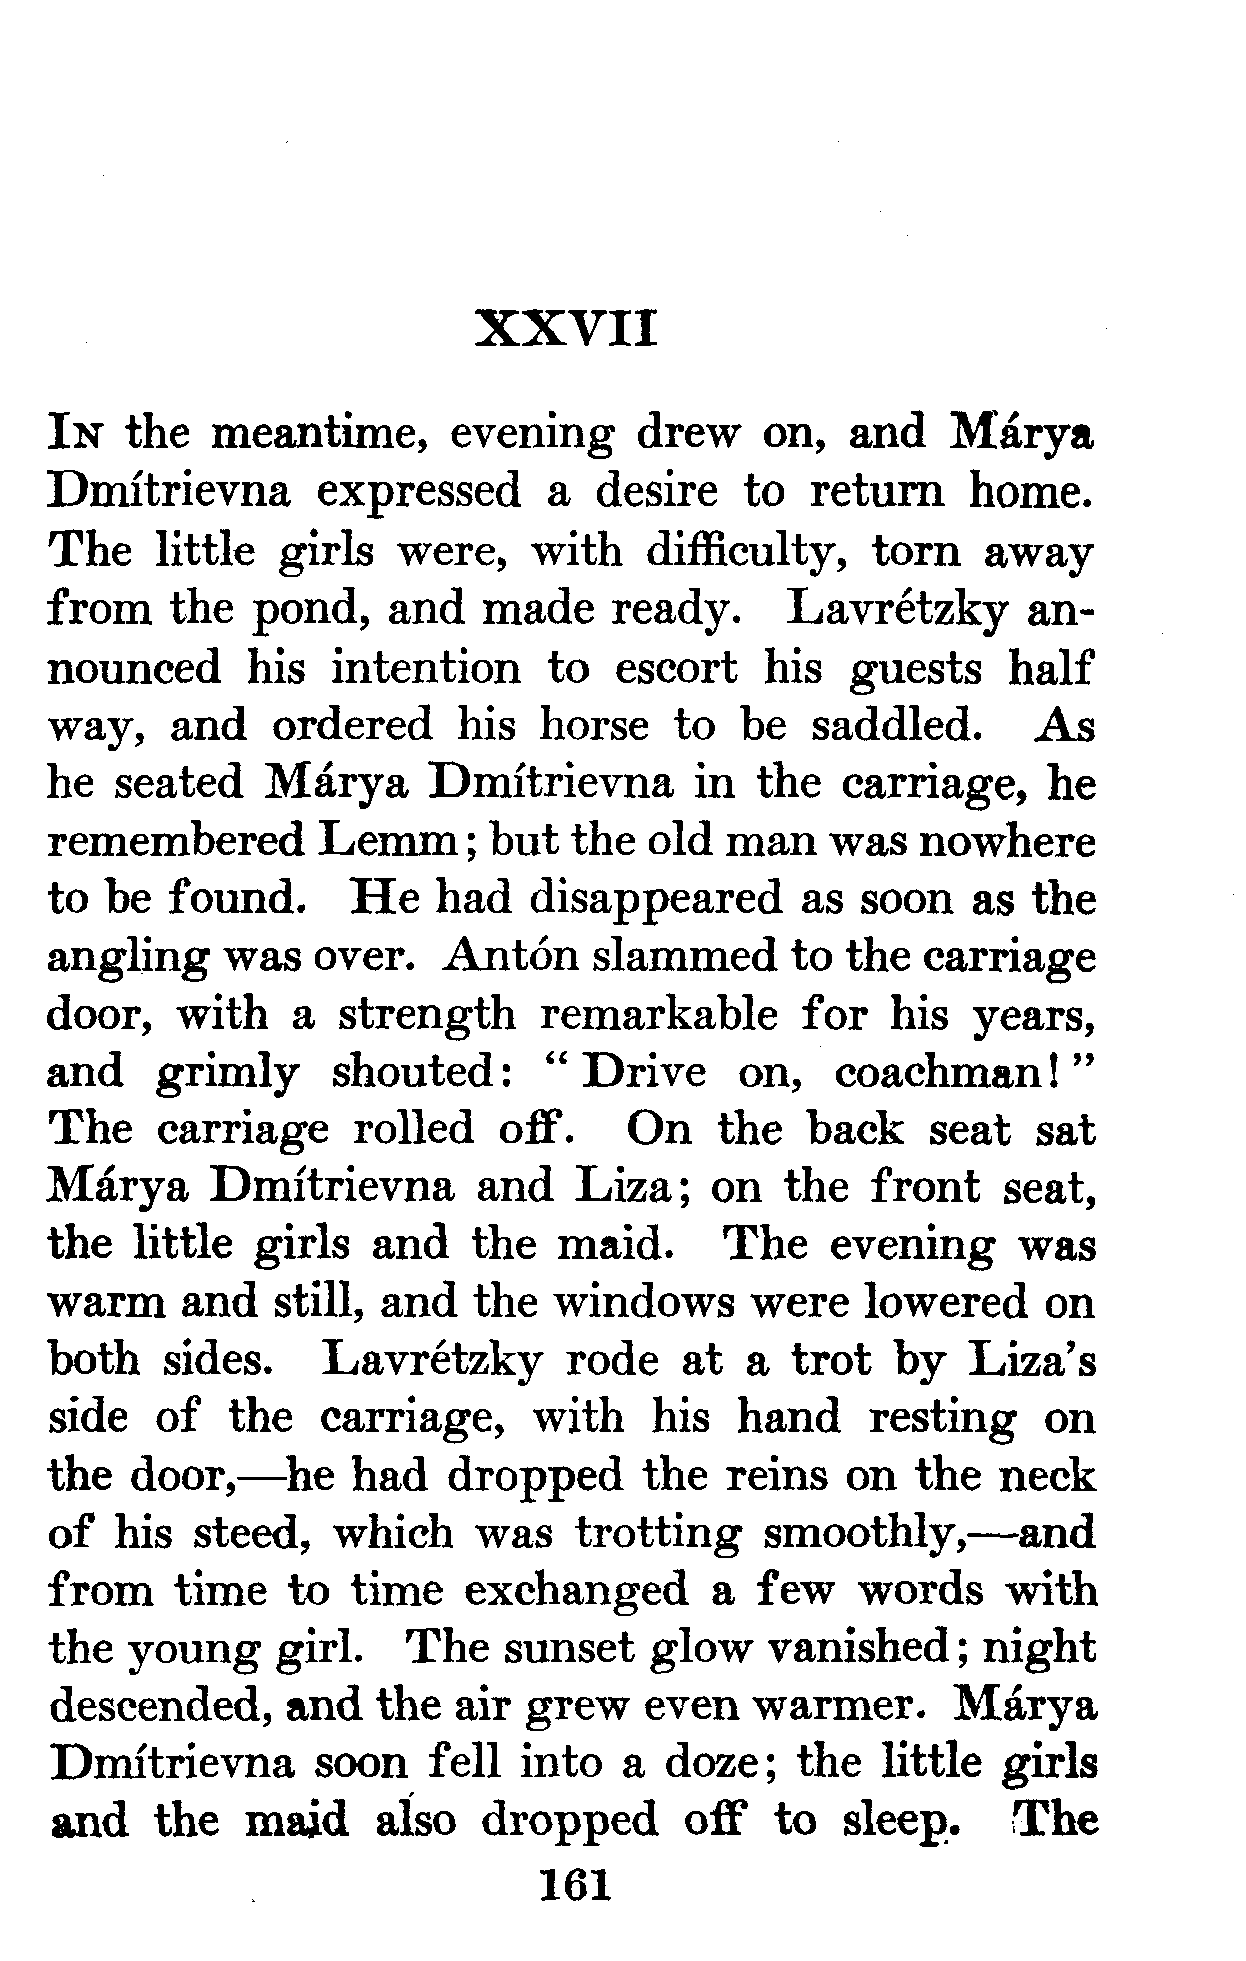 XXVII
In the meantime, evening drew on, and Márya
Dmítrievna expressed a desire to return home.
The little girls were, with difficulty, torn away
from the pond, and made ready. Lavrétzky an-
nounced his intention to escort his guests half
way, and ordered his horse to be saddled. As
he seated Márya Dmítrievna in the carriage, he
remembered Lemm; but the old man was nowhere
to be found. He had disappeared as soon as the
angling was over. Antón slammed to the carriage
door, with a strength remarkable for his years,
and grimly shouted: “Drive on, coachman!”
The carriage rolled off. On the back seat sat
Márya Dmítrievna and Liza; on the front seat,
the little girls and the maid. The evening was
warm and still, and the windows were lowered on
both sides. Lavrétzky rode at a trot by Liza’s
side of the carriage, with his hand resting on
the door,—he had dropped the reins on the neck
of his steed, which was trotting smoothly,—and
from time to time exchanged a few words with
the young girl. The sunset glow vanished; night
descended, and the air grew even warmer. Márya
Dmítrievna soon fell into a doze; the little girls
and the maid also dropped off to sleep. The
161